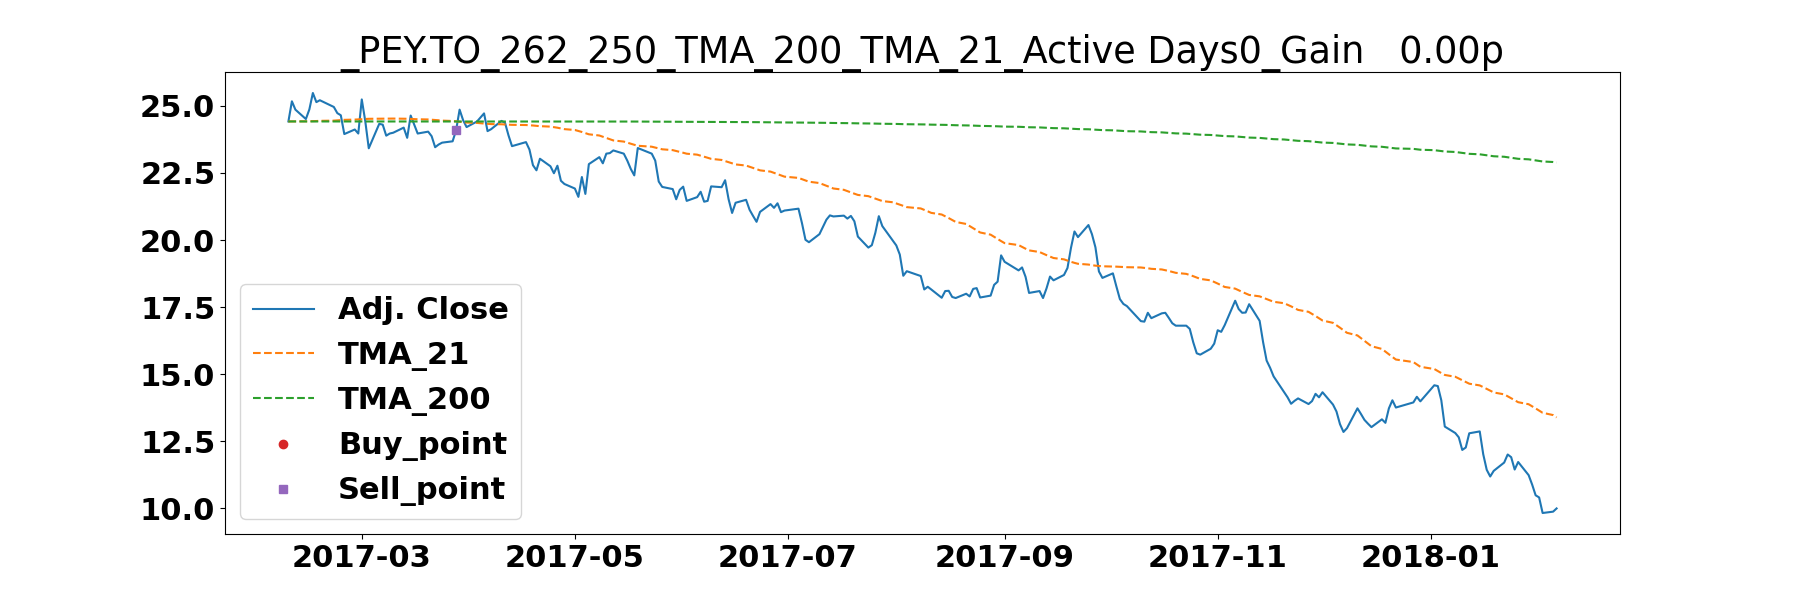 _PEY.TO_262_250_TMA_200_TMA_21_Active Days0_Gain   0.00p
25.0
22.5
20.0
17.5
15.0
12.5
10.0
Adj. Close
TMA_21
TMA_200
Buy_point
Sell_point
2017-03 2017-05 2017-07 2017-09 2017-11 2018-01